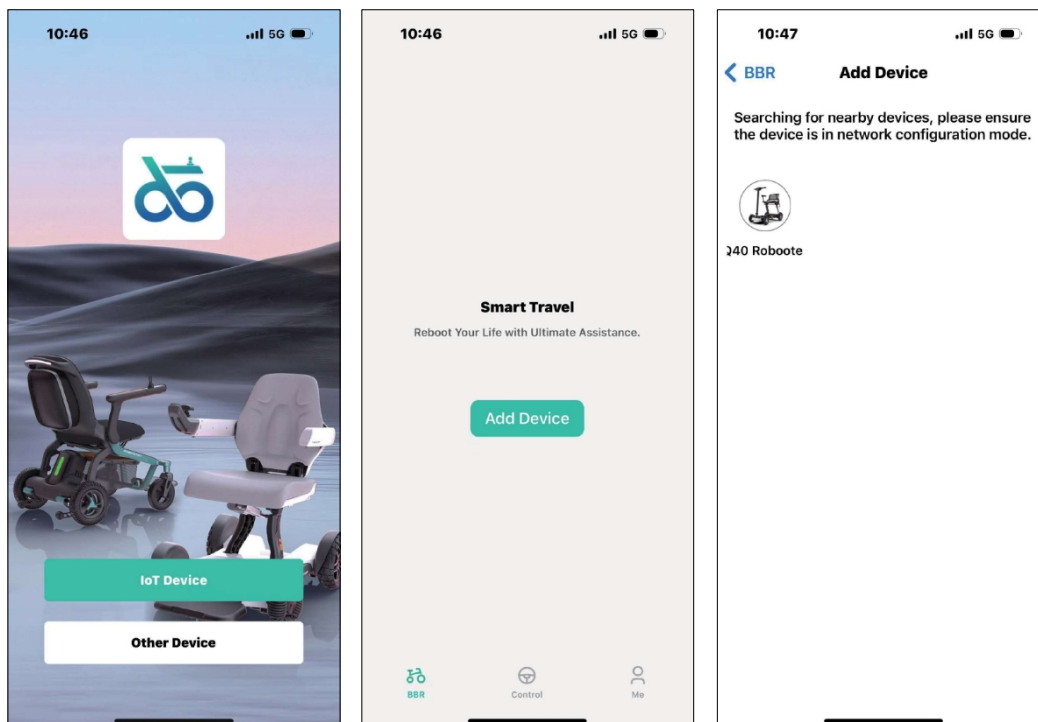 10:46
5G
IoT Device
Other Device
10:46
5G
Smart Travel
Reboot Your Life with Ultimate Assistance.
Add Device
BBR
Control
Me
10:47
5G
BBR
Add Device
Searching for nearby devices, please ensure
the device is in network configuration mode.
40 Roboote